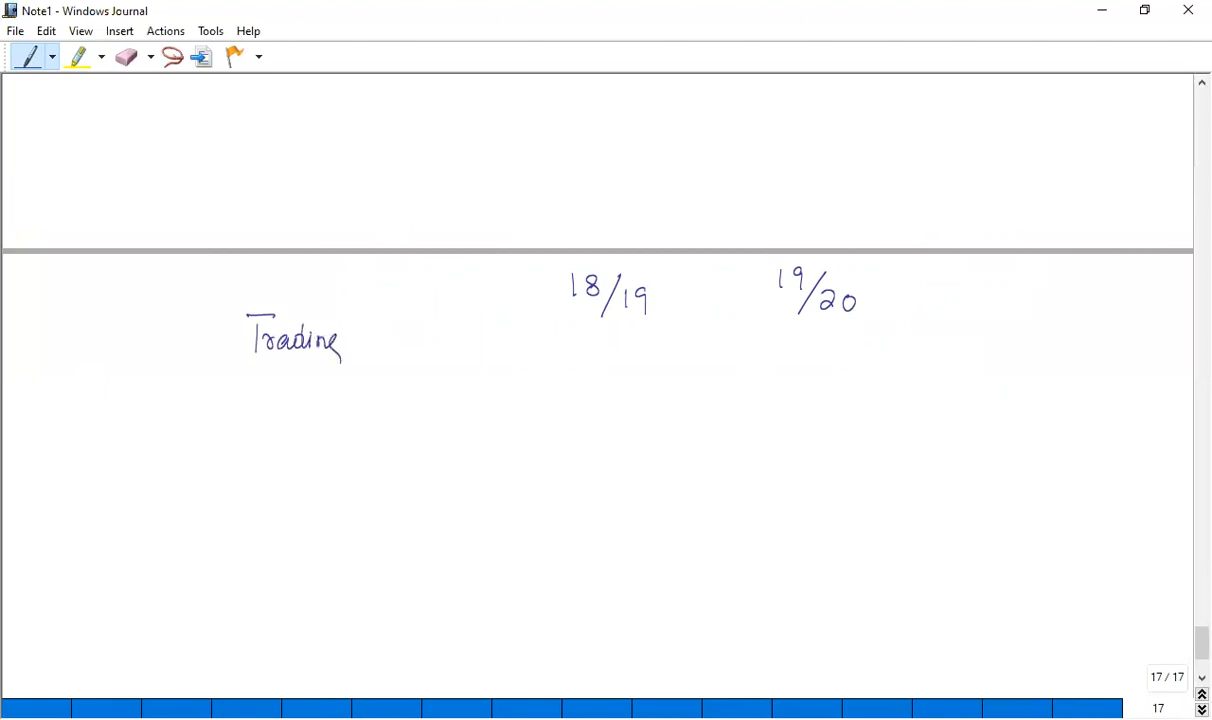 Note1 - Windows Journal
File Edit View Insert Actions Tools Help
18/19 19/20
Trading
17 / 17
17